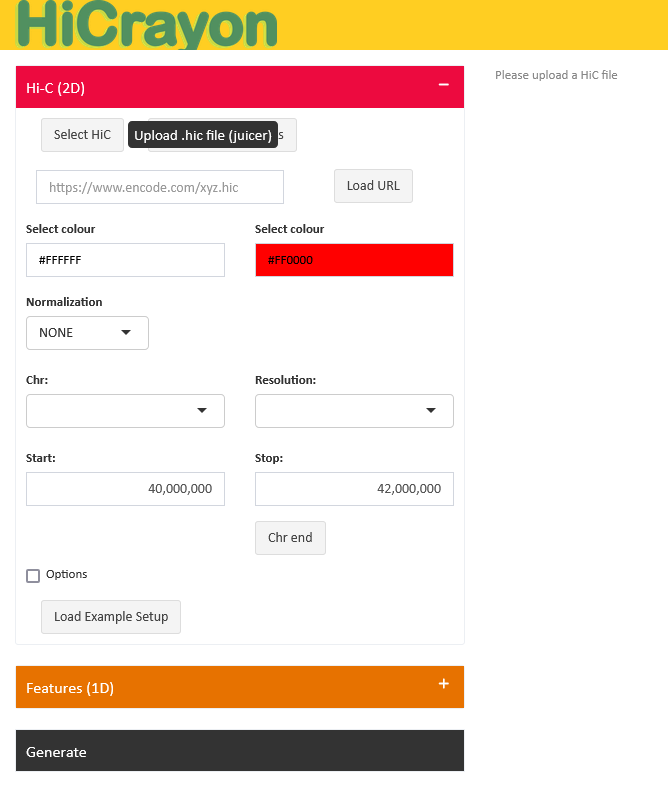 HiCrayon
Hi-C (2D)
Please upload a HiC file
Select HiC
Upload .hic file (juicer)
s
https://www.encode.com/xyz.hic
Load URL
Select colour
Select colour
#FFFFFF
#FF0000
Normalization
NONE
Chr:
Resolution:
Start:
Stop:
40,000,000
42,000,000
Chr end
Options
Load Example Setup
Features (1D)
Generate